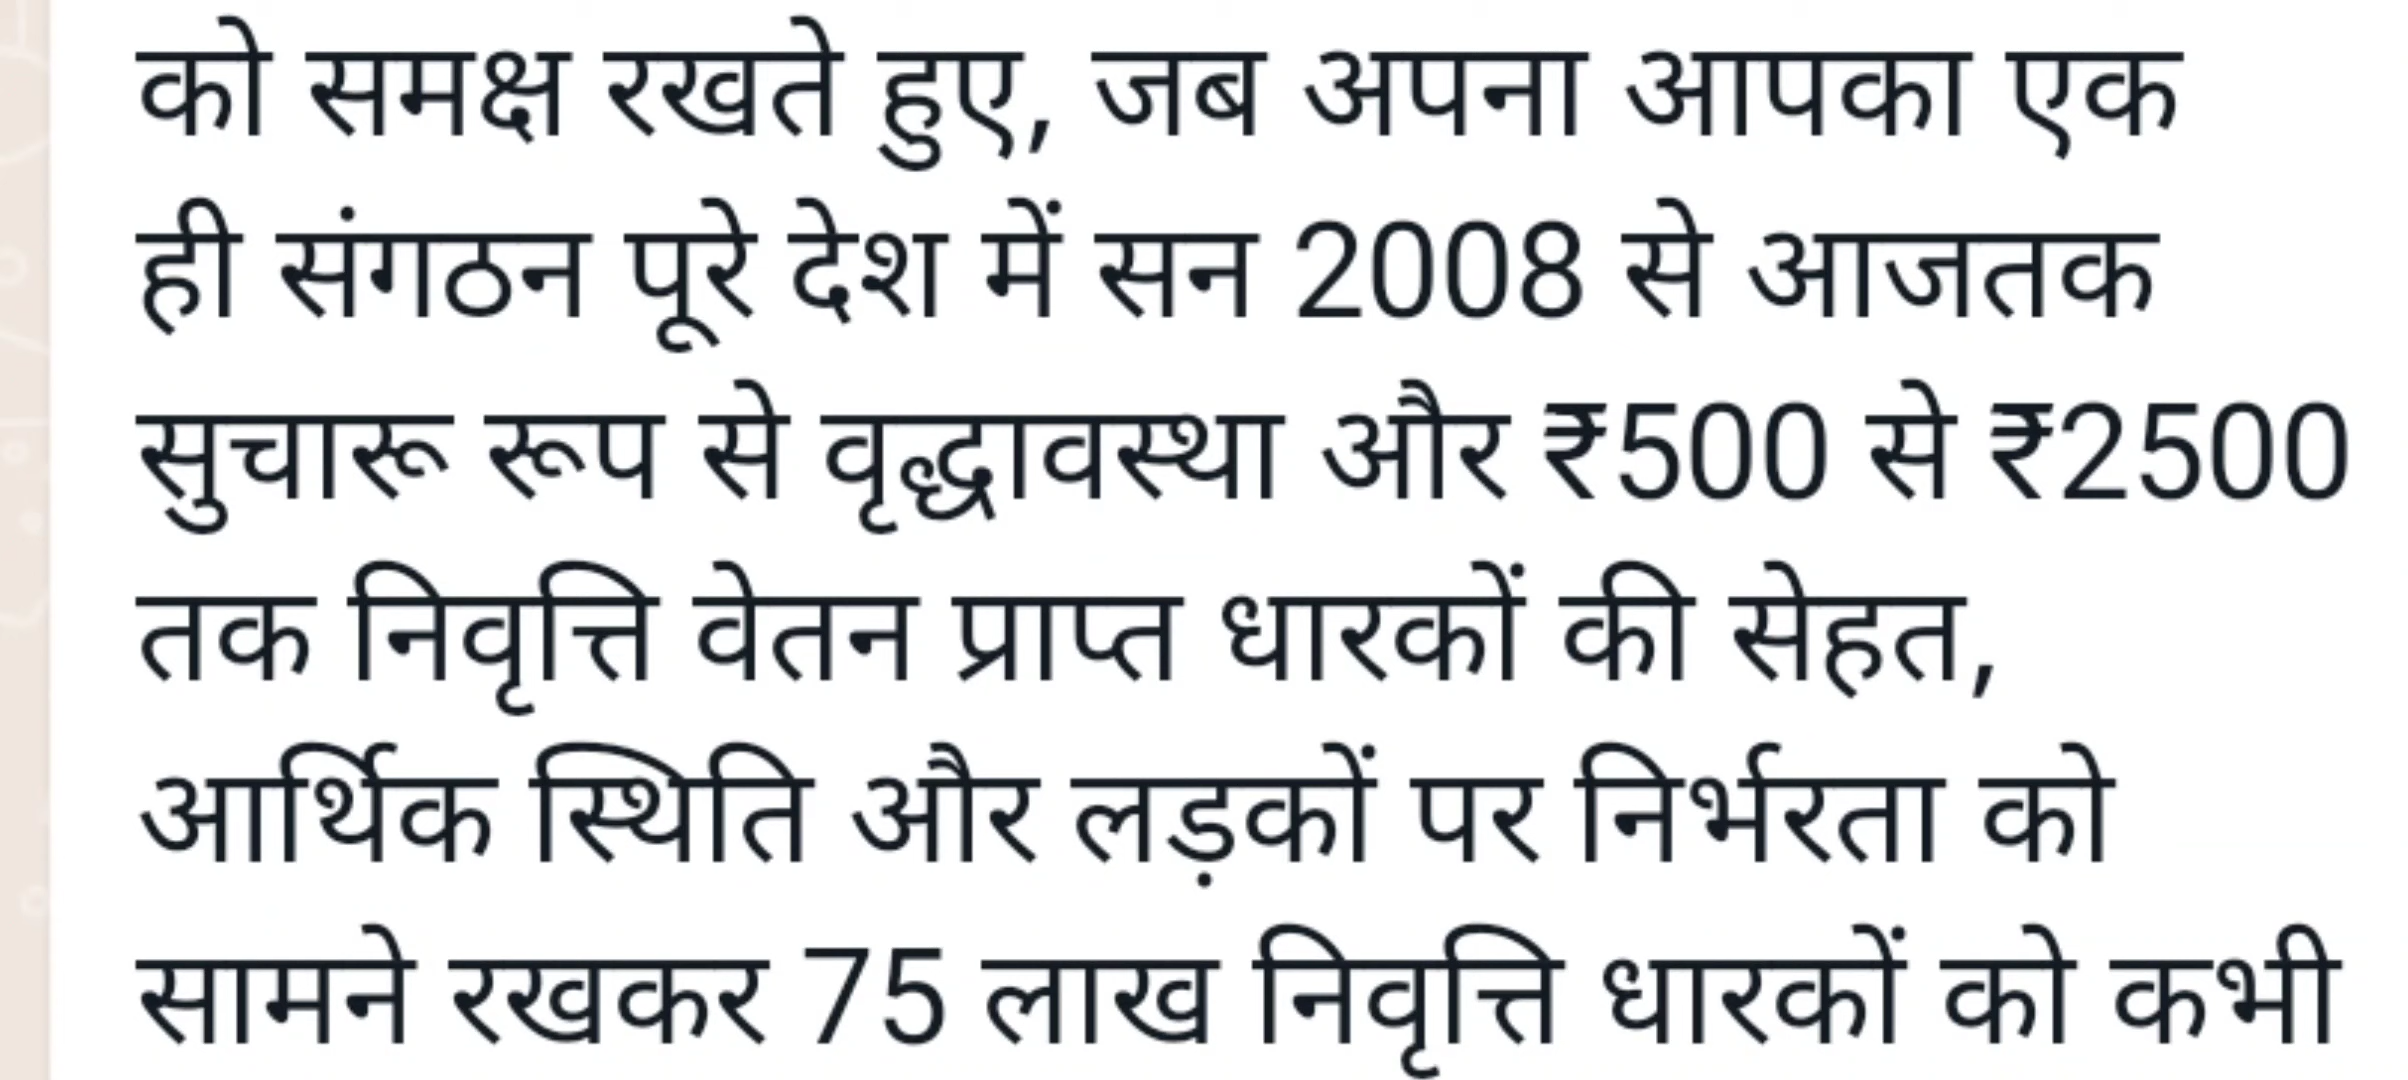 को समक्ष रखते हुए, जब अपना आपका एक
ही संगठन पूरे देश में सन 2008 से आजतक
सुचारू रूप से वृद्धावस्था और ₹500 से ₹2500
तक निवृत्ति वेतन प्राप्त धारकों की सेहत,
आर्थिक स्थिति और लड़कों पर निर्भरता को
सामने रखकर 75 लाख निवृत्ति धारकों को कभी